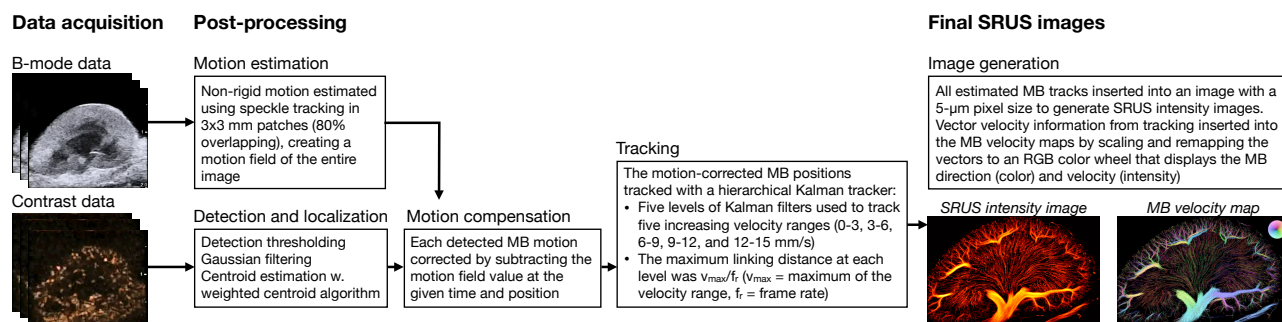 Data acquisition
Post-processing
Final SRUS images
B-mode data
Motion estimation
Non-rigid motion estimated
using speckle tracking in
3x3 mm patches (80%
overlapping), creating a
motion field of the entire
image
Contrast data
Detection and localization
Detection thresholding
Gaussian filtering
Centroid estimation w.
weighted centroid algorithm
Motion compensation
Each detected MB motion
corrected by subtracting the
motion field value at the
given time and position
Tracking
The motion-corrected MB positions
tracked with a hierarchical Kalman tracker:
• Five levels of Kalman filters used to track
five increasing velocity ranges (0-3, 3-6,
6-9, 9-12, and 12-15 mm/s)
• The maximum linking distance at each
level was vmax/fr (vmax = maximum of the
velocity range, fr = frame rate)
Image generation
All estimated MB tracks inserted into an image with a
5-µm pixel size to generate SRUS intensity images.
Vector velocity information from tracking inserted into
the MB velocity maps by scaling and remapping the
vectors to an RGB color wheel that displays the MB
direction (color) and velocity (intensity)
SRUS intensity image
MB velocity map